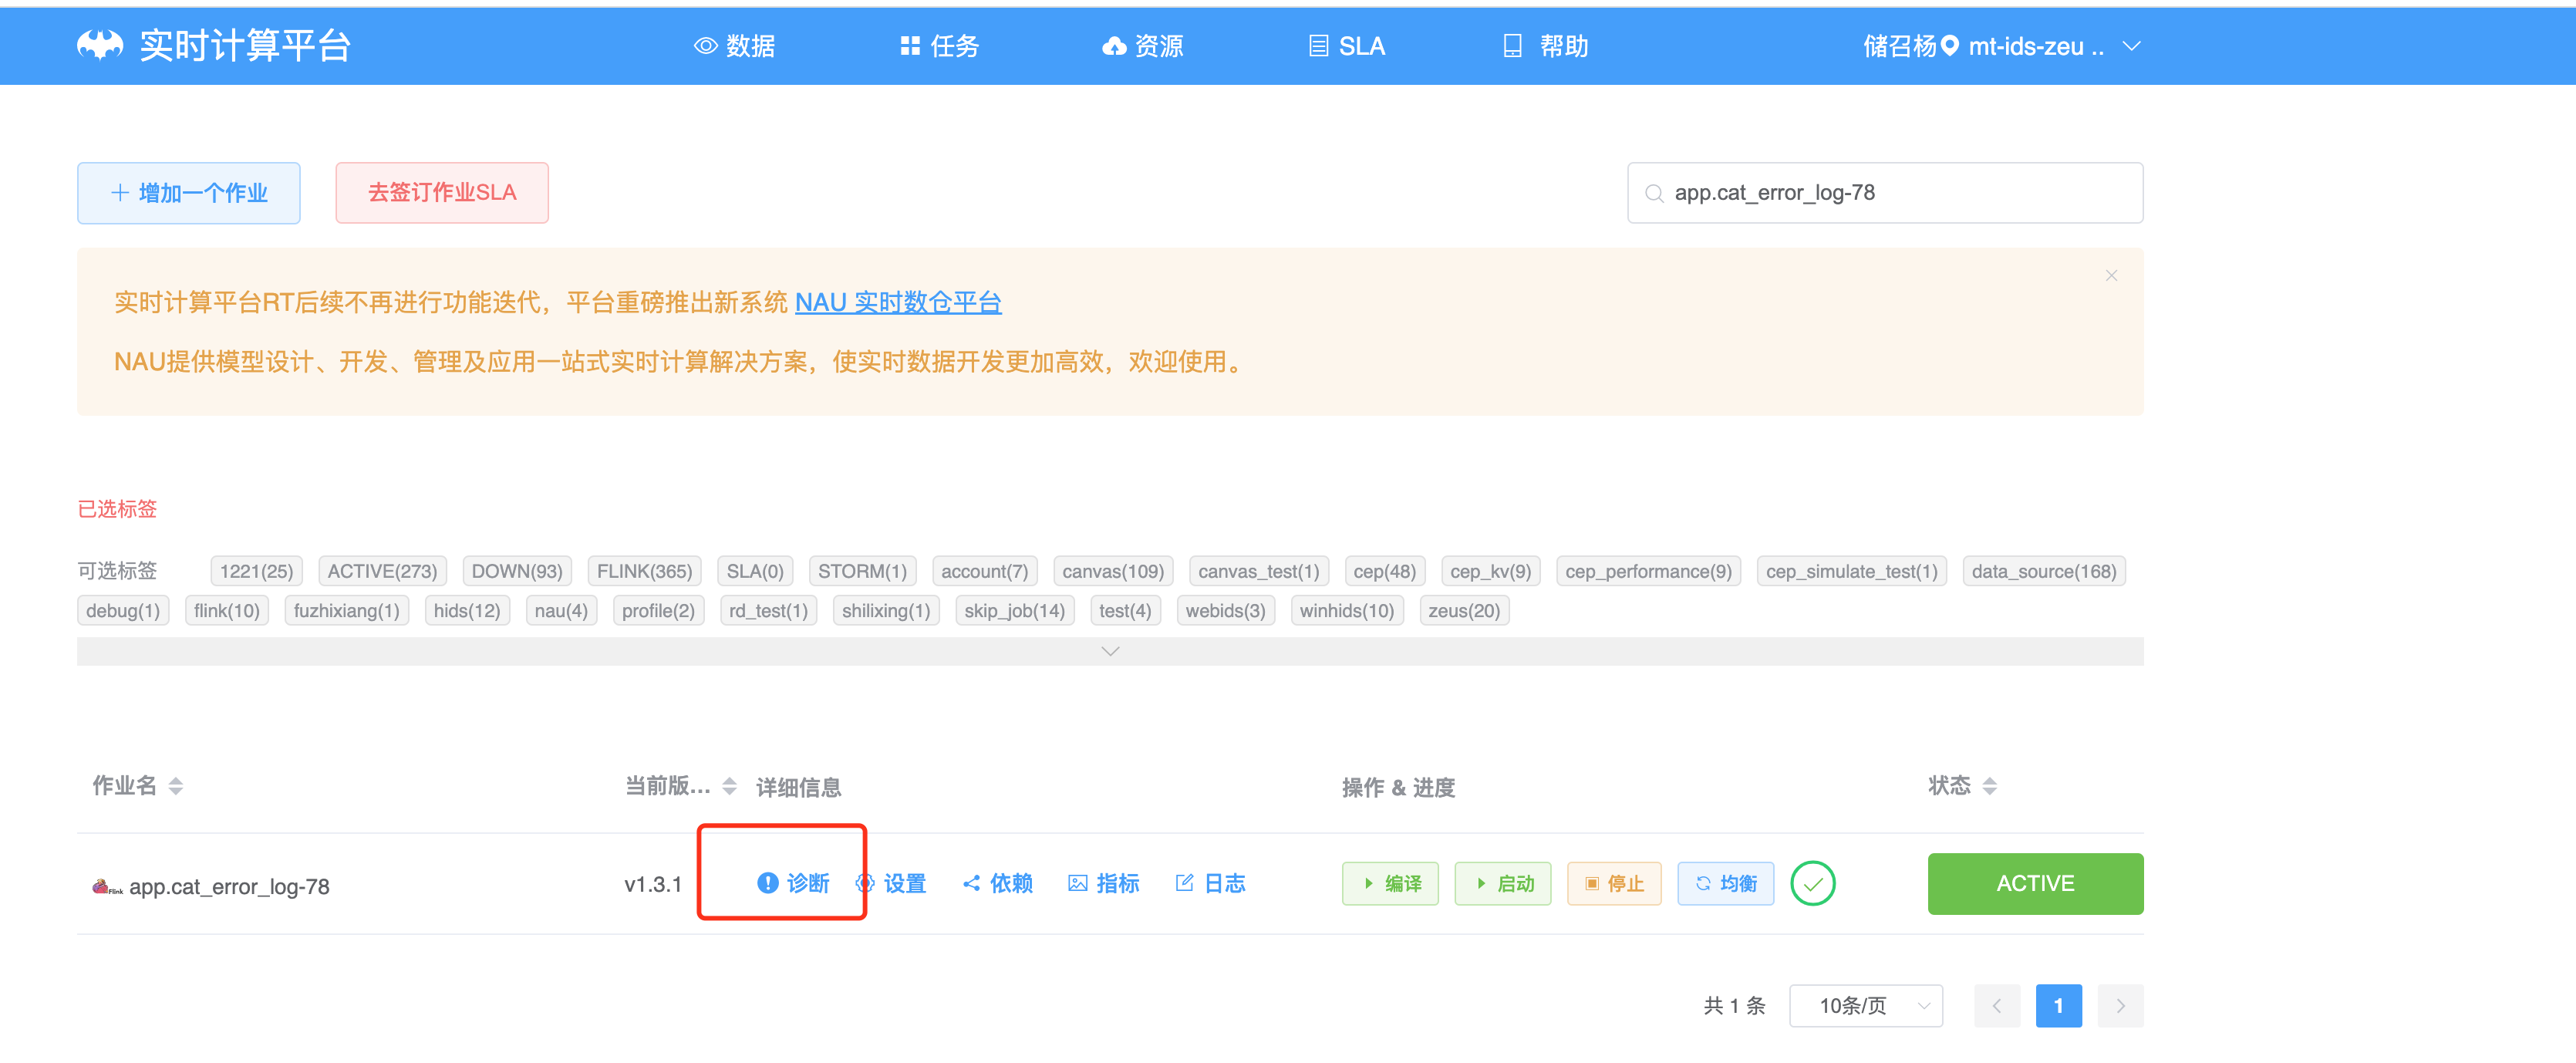 实时计算平台 数据 任务 资源 SLA 帮助 储召杨 mt-ids-zeu ..
增加一个作业 去签订作业SLA app.cat_error_log-78
实时计算平台RT后续不再进行功能迭代，平台重磅推出新系统 NAU 实时数仓平台
NAU提供模型设计、开发、管理及应用一站式实时计算解决方案，使实时数据开发更加高效，欢迎使用。
已选标签
可选标签 1221(25) ACTIVE(273) DOWN(93) FLINK(365) SLA(0) STORM(1) account(7) canvas(109) canvas_test(1) cep(48) cep_kv(9) cep_performance(9) cep_simulate_test(1) data_source(168)
debug(1) flink(10) fuzhixiang(1) hids(12) nau(4) profile(2) rd_test(1) shilixing(1) skip_job(14) test(4) webids(3) winhids(10) zeus(20)
作业名 当前版... 详细信息 操作 & 进度 状态
Flink app.cat_error_log-78 v1.3.1 诊断 设置 依赖 指标 日志 编译 启动 停止 均衡 ACTIVE
共 1 条 10条/页 1